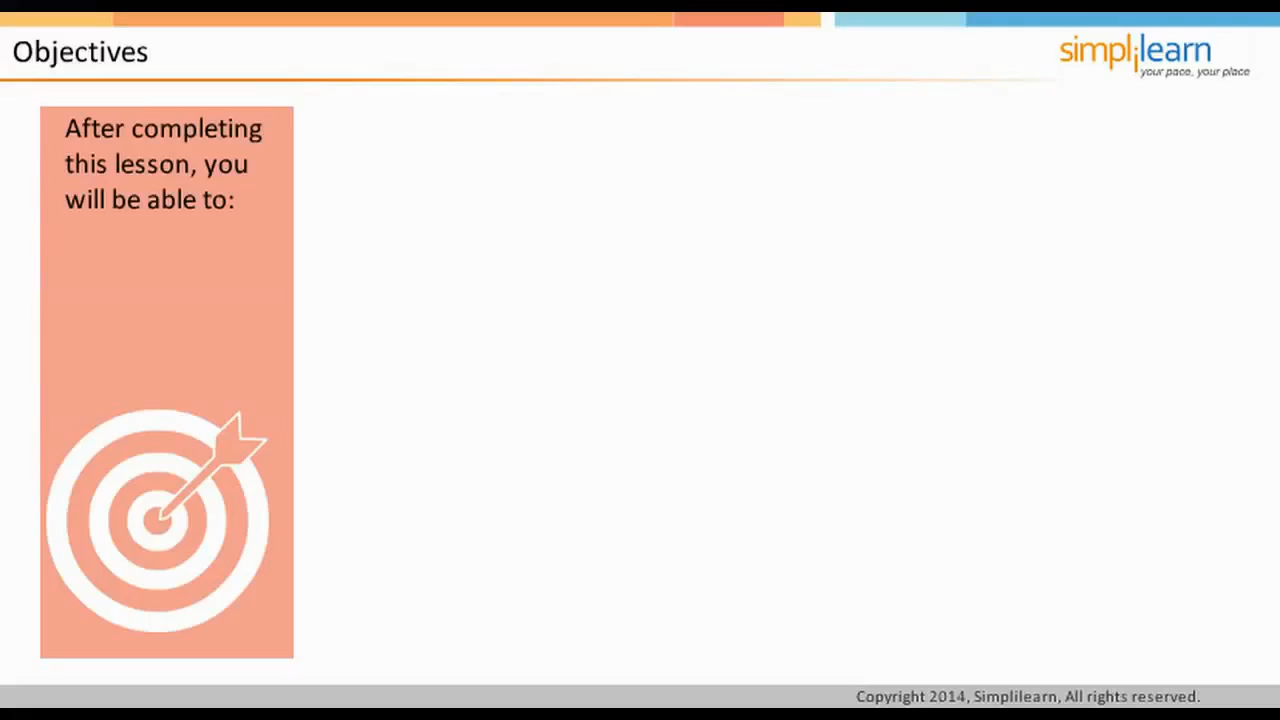 Objectives
simplilearn
your pace, your place
After completing
this lesson, you
will be able to:
Copyright 2014, Simplilearn, All rights reserved.